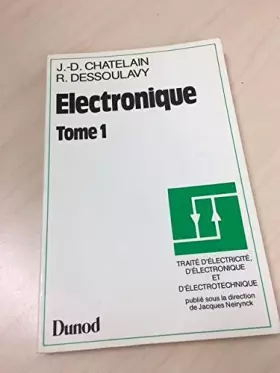 J.-D. CHATELAIN
R. DESSOULAVY
Electronique
Tome 1
TRAITÉ D'ÉLECTRICITÉ,
D'ÉLECTRONIQUE
ET
D'ÉLECTROTECHNIQUE
publié sous la direction
de Jacques Neirynck
Dunod